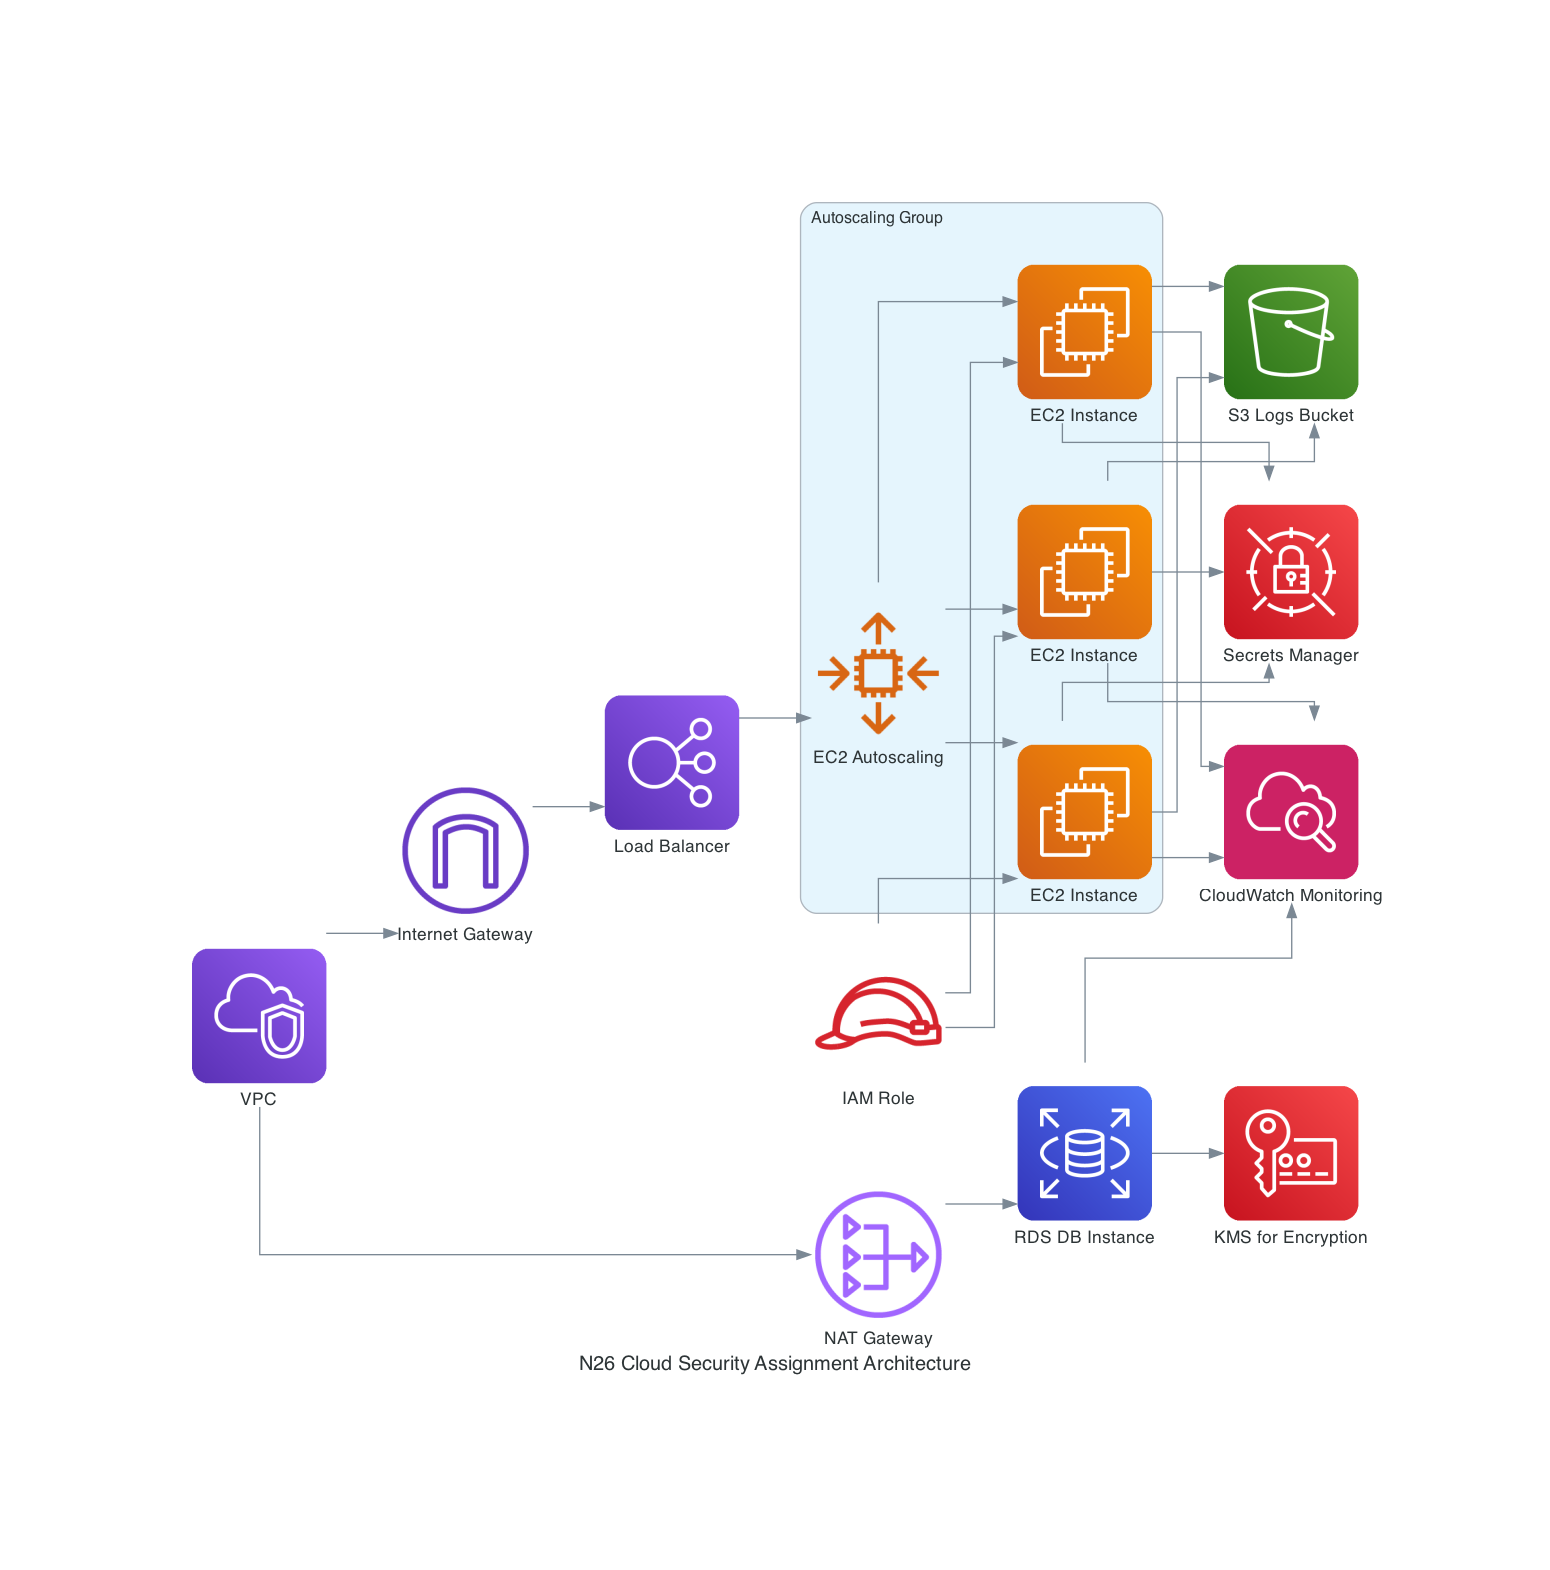 Autoscaling Group
EC2 Instance
S3 Logs Bucket
EC2 Instance
Secrets Manager
EC2 Autoscaling
Load Balancer
EC2 Instance
CloudWatch Monitoring
Internet Gateway
VPC
IAM Role
RDS DB Instance
KMS for Encryption
NAT Gateway
N26 Cloud Security Assignment Architecture